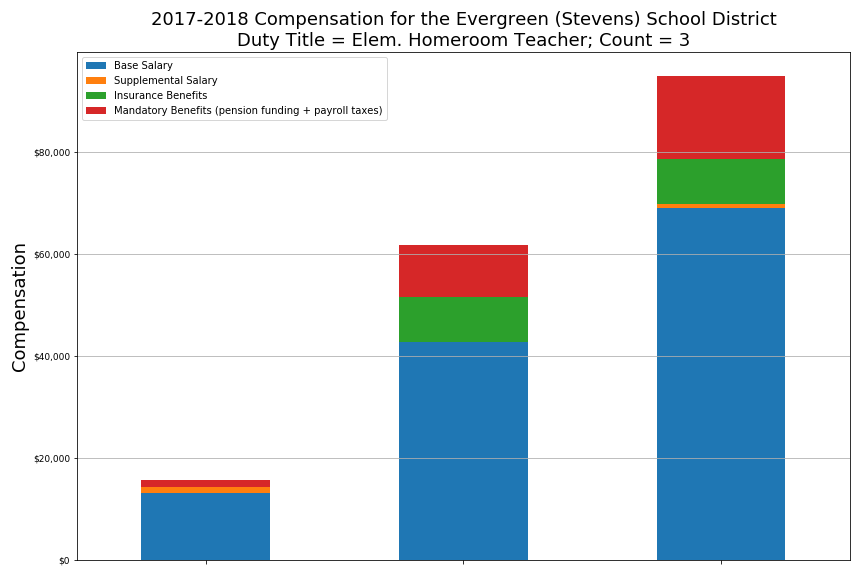 2017-2018 Compensation for the Evergreen (Stevens) School District
Duty Title = Elem. Homeroom Teacher; Count = 3
Base Salary
Supplemental Salary
Insurance Benefits
Mandatory Benefits (pension funding + payroll taxes)
$80,000
$60,000
$40,000
$20,000
$0
Compensation